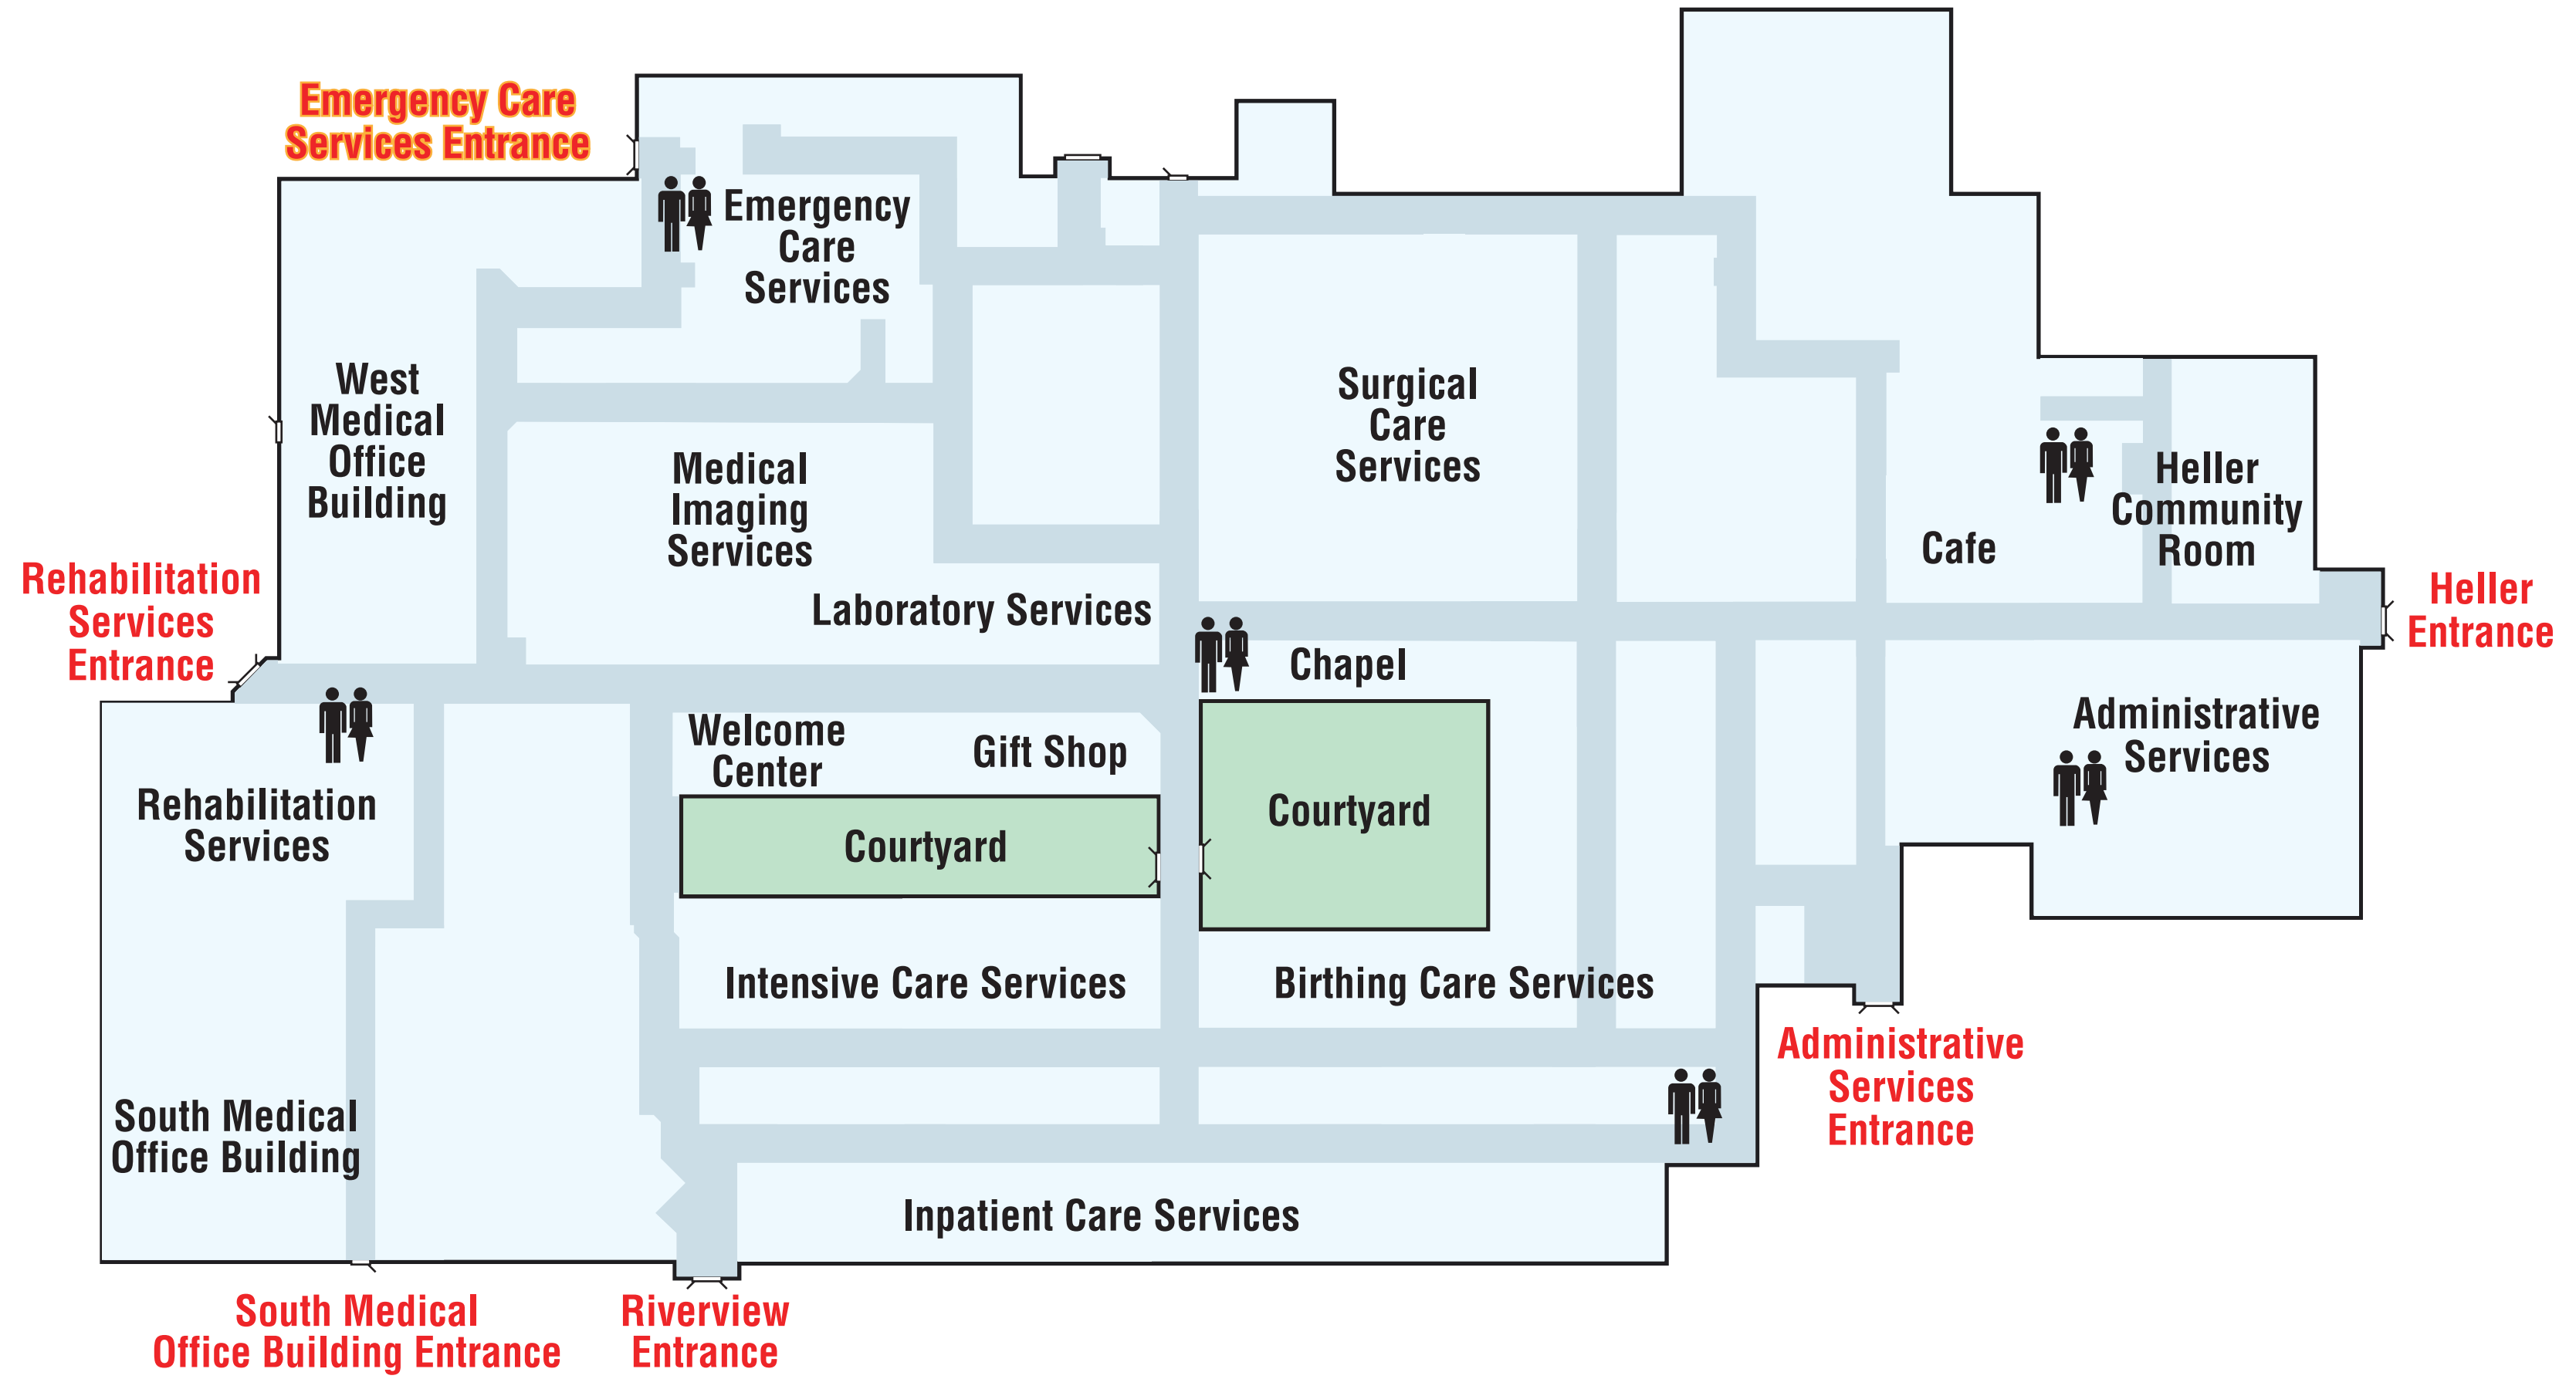 Emergency Care
Services Entrance
Emergency
Care
Services
West
Medical
Office
Building
Surgical
Care
Services
Medical
Imaging
Services
Heller
Community
Room
Cafe
Rehabilitation
Services
Entrance
Laboratory Services
Heller
Entrance
Chapel
Welcome
Center
Gift Shop
Administrative
Services
Rehabilitation
Services
Courtyard
Courtyard
Intensive Care Services
Birthing Care Services
Administrative
Services
Entrance
South Medical
Office Building
Inpatient Care Services
South Medical
Office Building Entrance
Riverview
Entrance